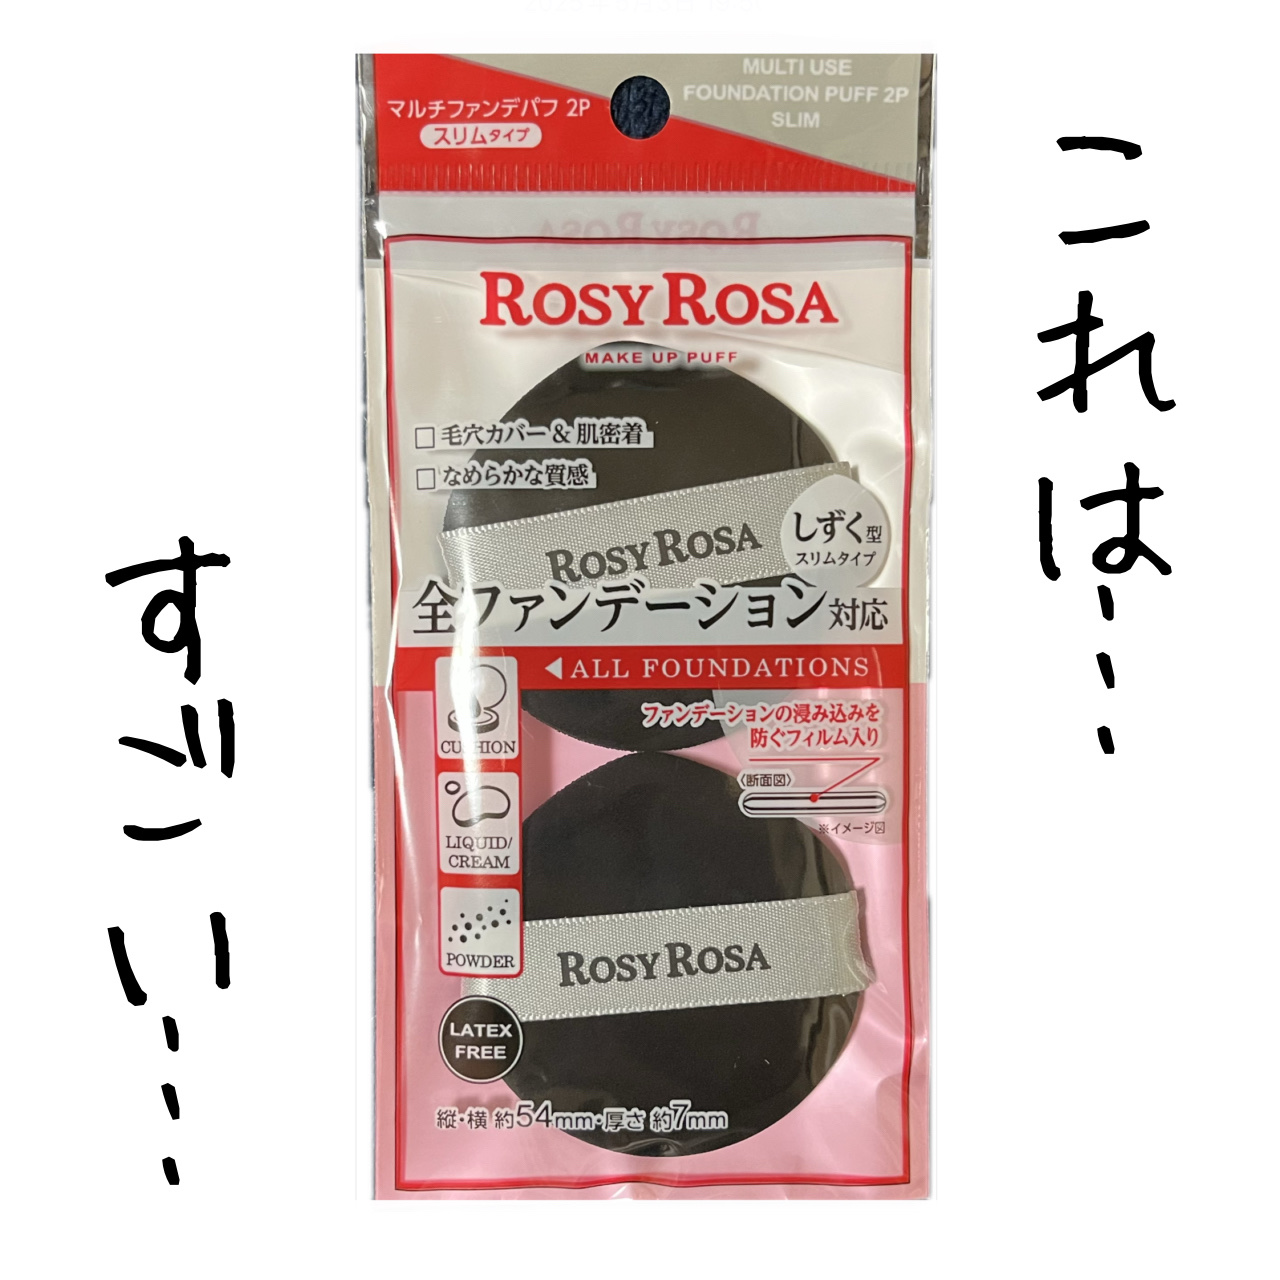 これは…
すごい…
マルチファンデパフ 2P
スリムタイプ
MULTI USE
FOUNDATION PUFF 2P
SLIM
ROSY ROSA
MAKE UP PUFF
□ 毛穴カバー & 肌密着
□ なめらかな質感
ROSY ROSA
しずく型
スリムタイプ
全ファンデーション対応
◀ALL FOUNDATIONS
CUSHION
LIQUID/
CREAM
POWDER
ファンデーションの浸み込みを
防ぐフィルム入り
〈断面図〉
※イメージ図
ROSY ROSA
LATEX
FREE
縦・横 約54mm・厚さ 約7mm